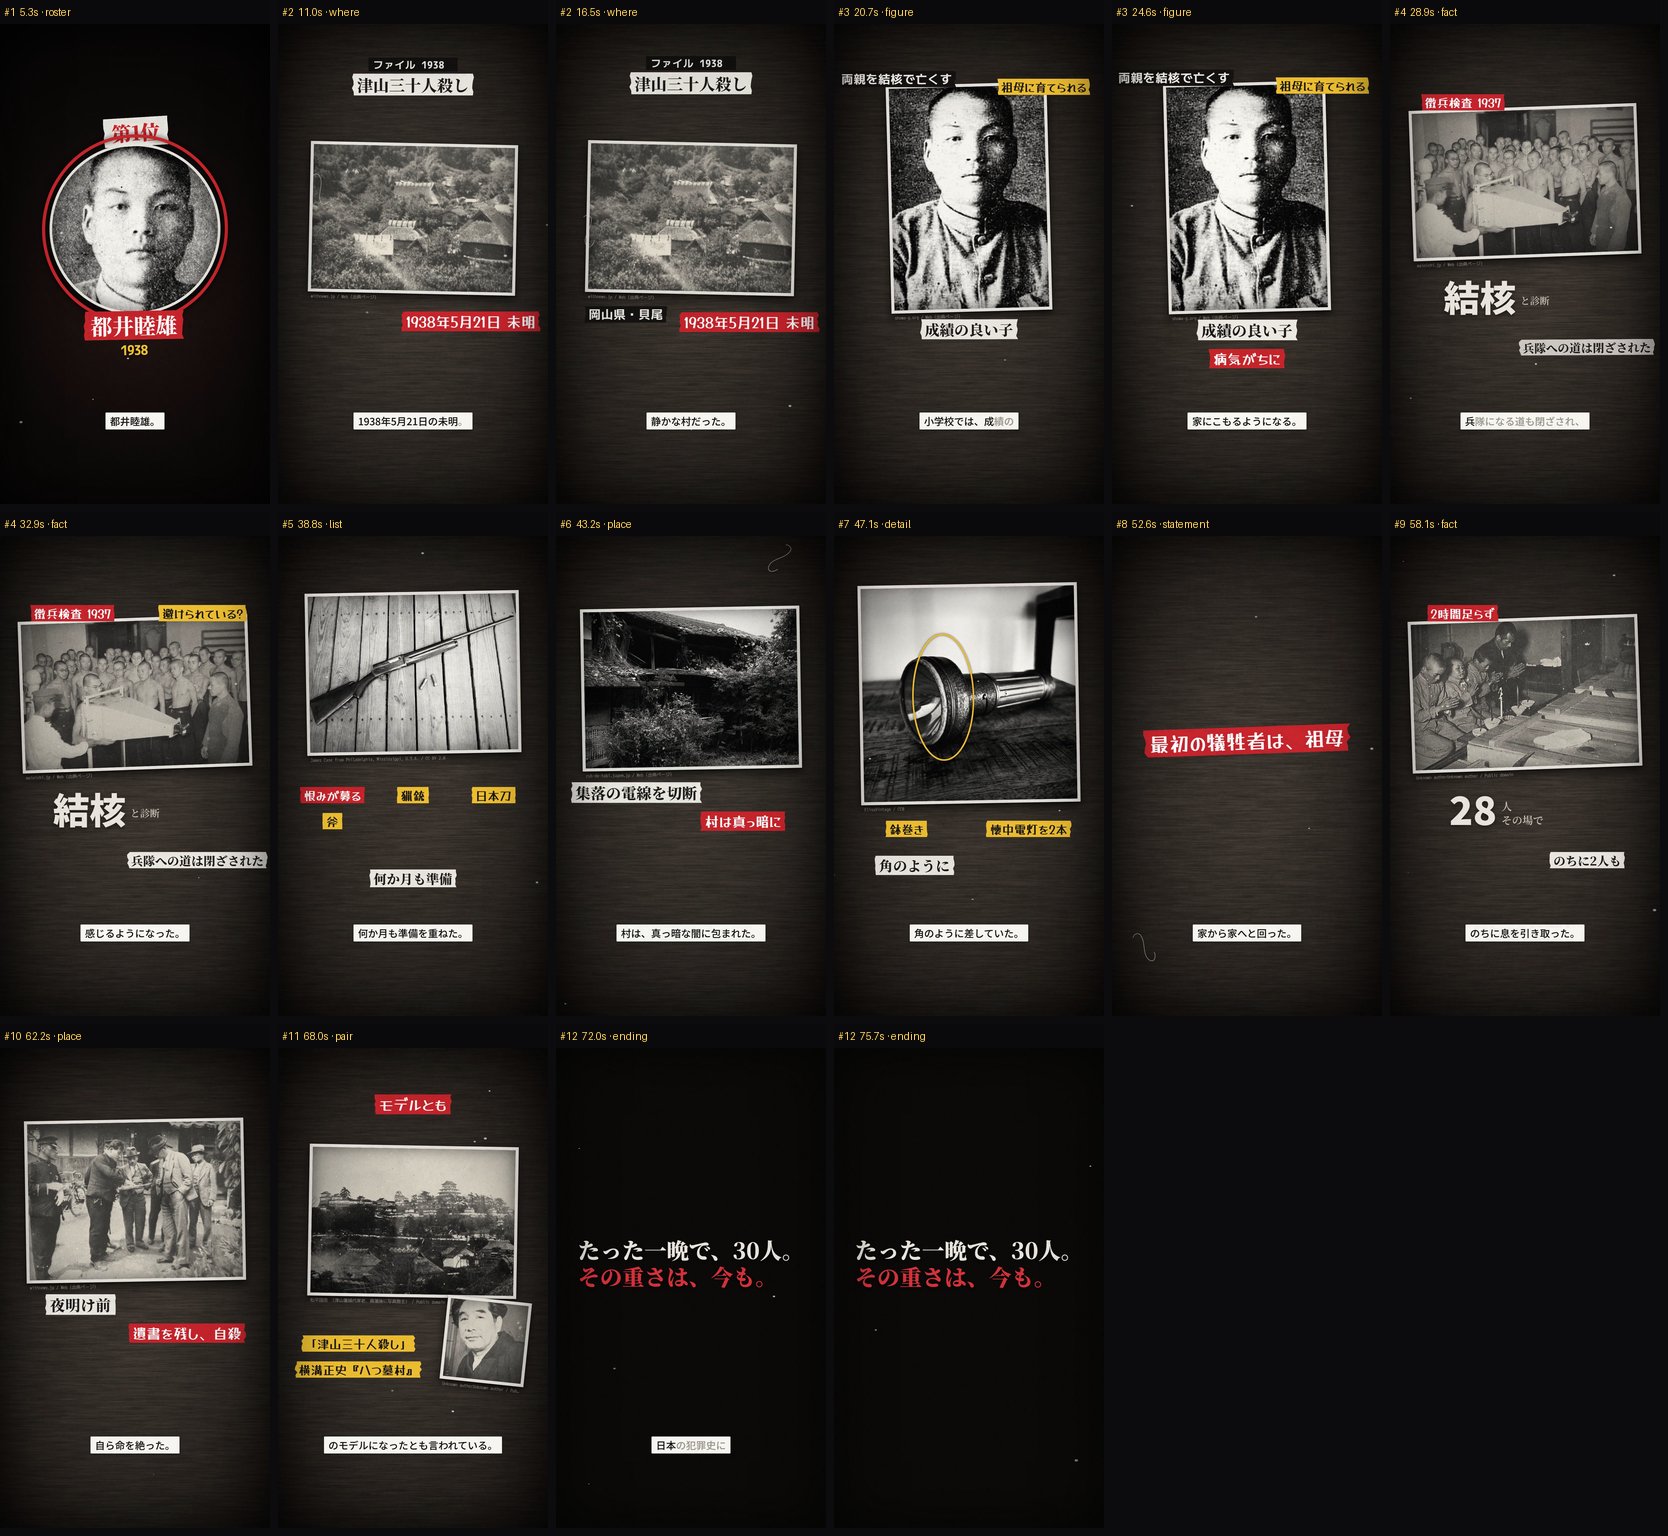 #1 5.3s · roster
第1位
都井睦雄
1938
都井睦雄。
#2 11.0s · where
ファイル 1938
津山三十人殺し
1938年5月21日 未明
1938年5月21日の未明。
#2 16.5s · where
ファイル 1938
津山三十人殺し
岡山県・貝尾
1938年5月21日 未明
静かな村だった。
#3 20.7s · figure
両親を結核で亡くす
祖母に育てられる
成績の良い子
小学校では、成績の
#3 24.6s · figure
両親を結核で亡くす
祖母に育てられる
成績の良い子
病気がちに
家にこもるようになる。
#4 28.9s · fact
徴兵検査 1937
結核 と診断
兵隊への道は閉ざされた
兵隊になる道も閉ざされ、
#4 32.9s · fact
徴兵検査 1937
避けられている?
結核 と診断
兵隊への道は閉ざされた
感じるようになった。
#5 38.8s · list
James Case from Philadelphia, Mississippi, U.S.A. / CC BY 2.0
恨みが募る
猟銃
日本刀
斧
何か月も準備
何か月も準備を重ねた。
#6 43.2s · place
集落の電線を切断
村は真っ暗に
村は、真っ暗な闇に包まれた。
#7 47.1s · detail
鉢巻き
懐中電灯を2本
角のように
角のように差していた。
#8 52.6s · statement
最初の犠牲者は、祖母
家から家へと回った。
#9 58.1s · fact
2時間足らず
28 人
その場で
のちに2人も
のちに息を引き取った。
#10 62.2s · place
夜明け前
遺書を残し、自殺
自ら命を絶った。
#11 68.0s · pair
モデルとも
「津山三十人殺し」
横溝正史『八つ墓村』
のモデルになったとも言われている。
#12 72.0s · ending
たった一晩で、30人。
その重さは、今も。
日本の犯罪史に
#12 75.7s · ending
たった一晩で、30人。
その重さは、今も。